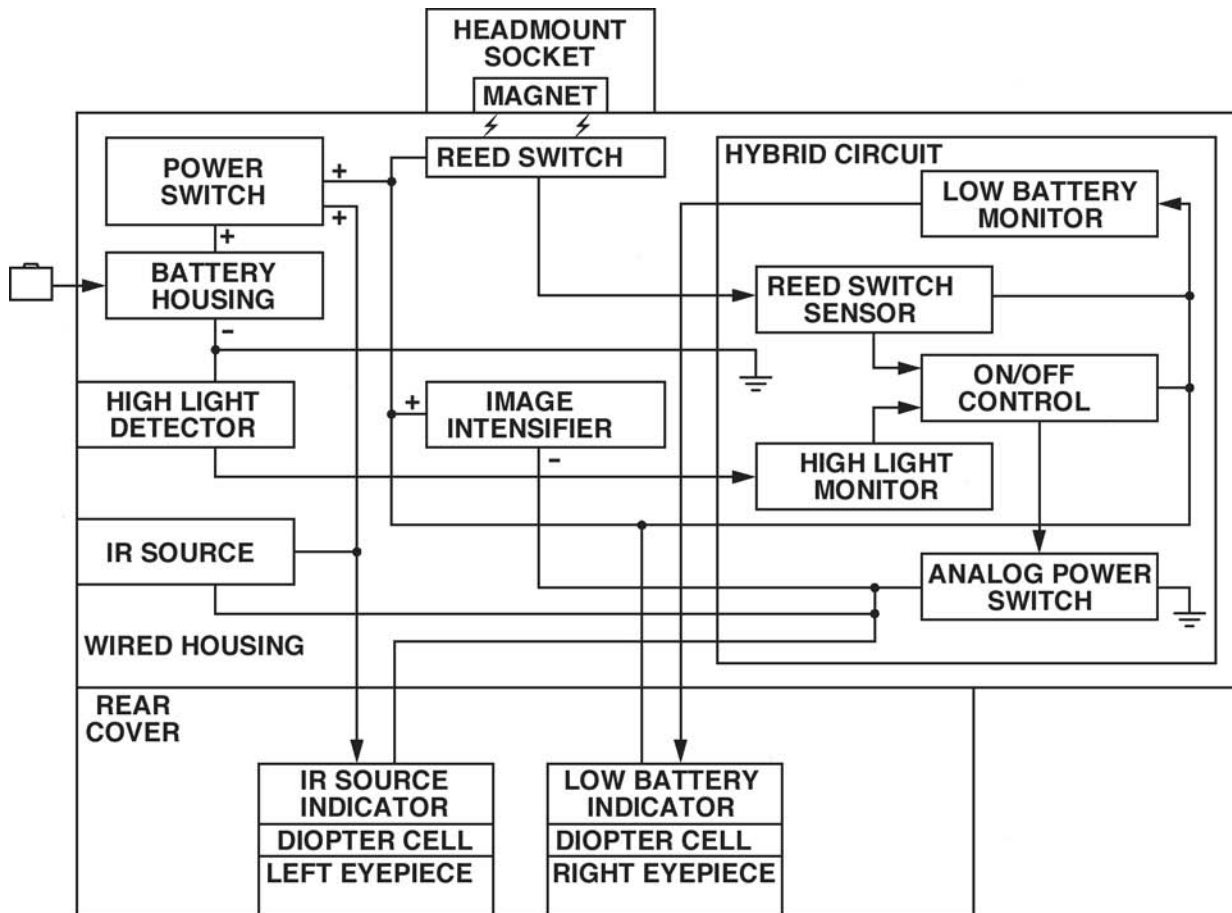 HEADMOUNT
SOCKET
MAGNET
REED SWITCH
POWER
SWITCH
+
+
+
BATTERY
HOUSING
-
HIGH LIGHT
DETECTOR
+
IMAGE
INTENSIFIER
-
IR SOURCE
WIRED HOUSING
HYBRID CIRCUIT
LOW BATTERY
MONITOR
REED SWITCH
SENSOR
ON/OFF
CONTROL
HIGH LIGHT
MONITOR
ANALOG POWER
SWITCH
REAR
COVER
IR SOURCE
INDICATOR
DIOPTER CELL
LEFT EYEPIECE
LOW BATTERY
INDICATOR
DIOPTER CELL
RIGHT EYEPIECE